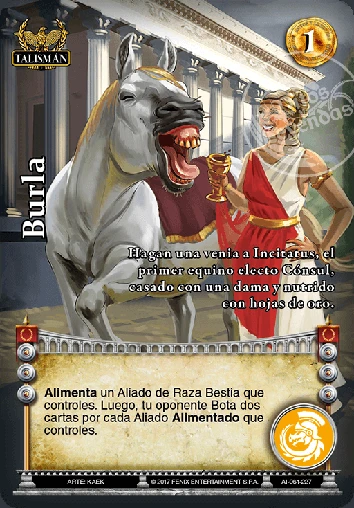 TALISMÁN
1
Burla
Hagan una venia a Incitatus, el
primer equino electo Cónsul,
casado con una dama y nutrido
con hojas de oro.
Alimenta un Aliado de Raza Bestia que
controles. Luego, tu oponente Bota dos
cartas por cada Aliado Alimentado que
controles.
ARTE: KAEK
© 2017 FENIX ENTERTAINMENT S.P.A.